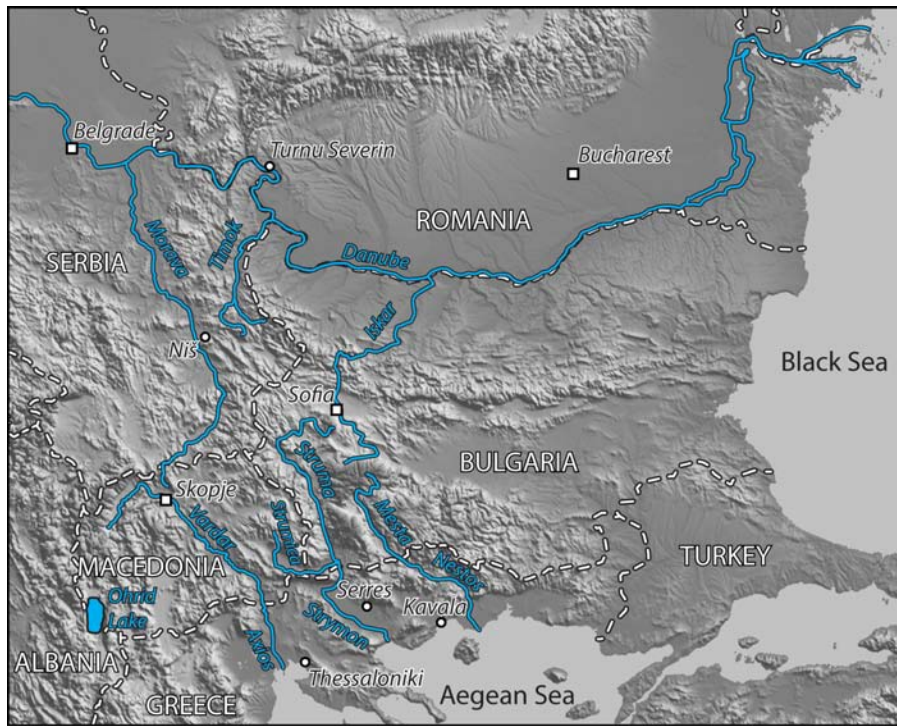 Belgrade
Turnu Severin
Bucharest
ROMANIA
Morava
Timok
Danube
SERBIA
Iskar
Niš
Black Sea
Sofia
Struma
BULGARIA
Skopje
Vardar
Strumica
Mesta
Nestos
TURKEY
MACEDONIA
Ohrid
Lake
Serres
Kavala
Strymon
Axios
ALBANIA
Thessaloniki
Aegean Sea
GREECE